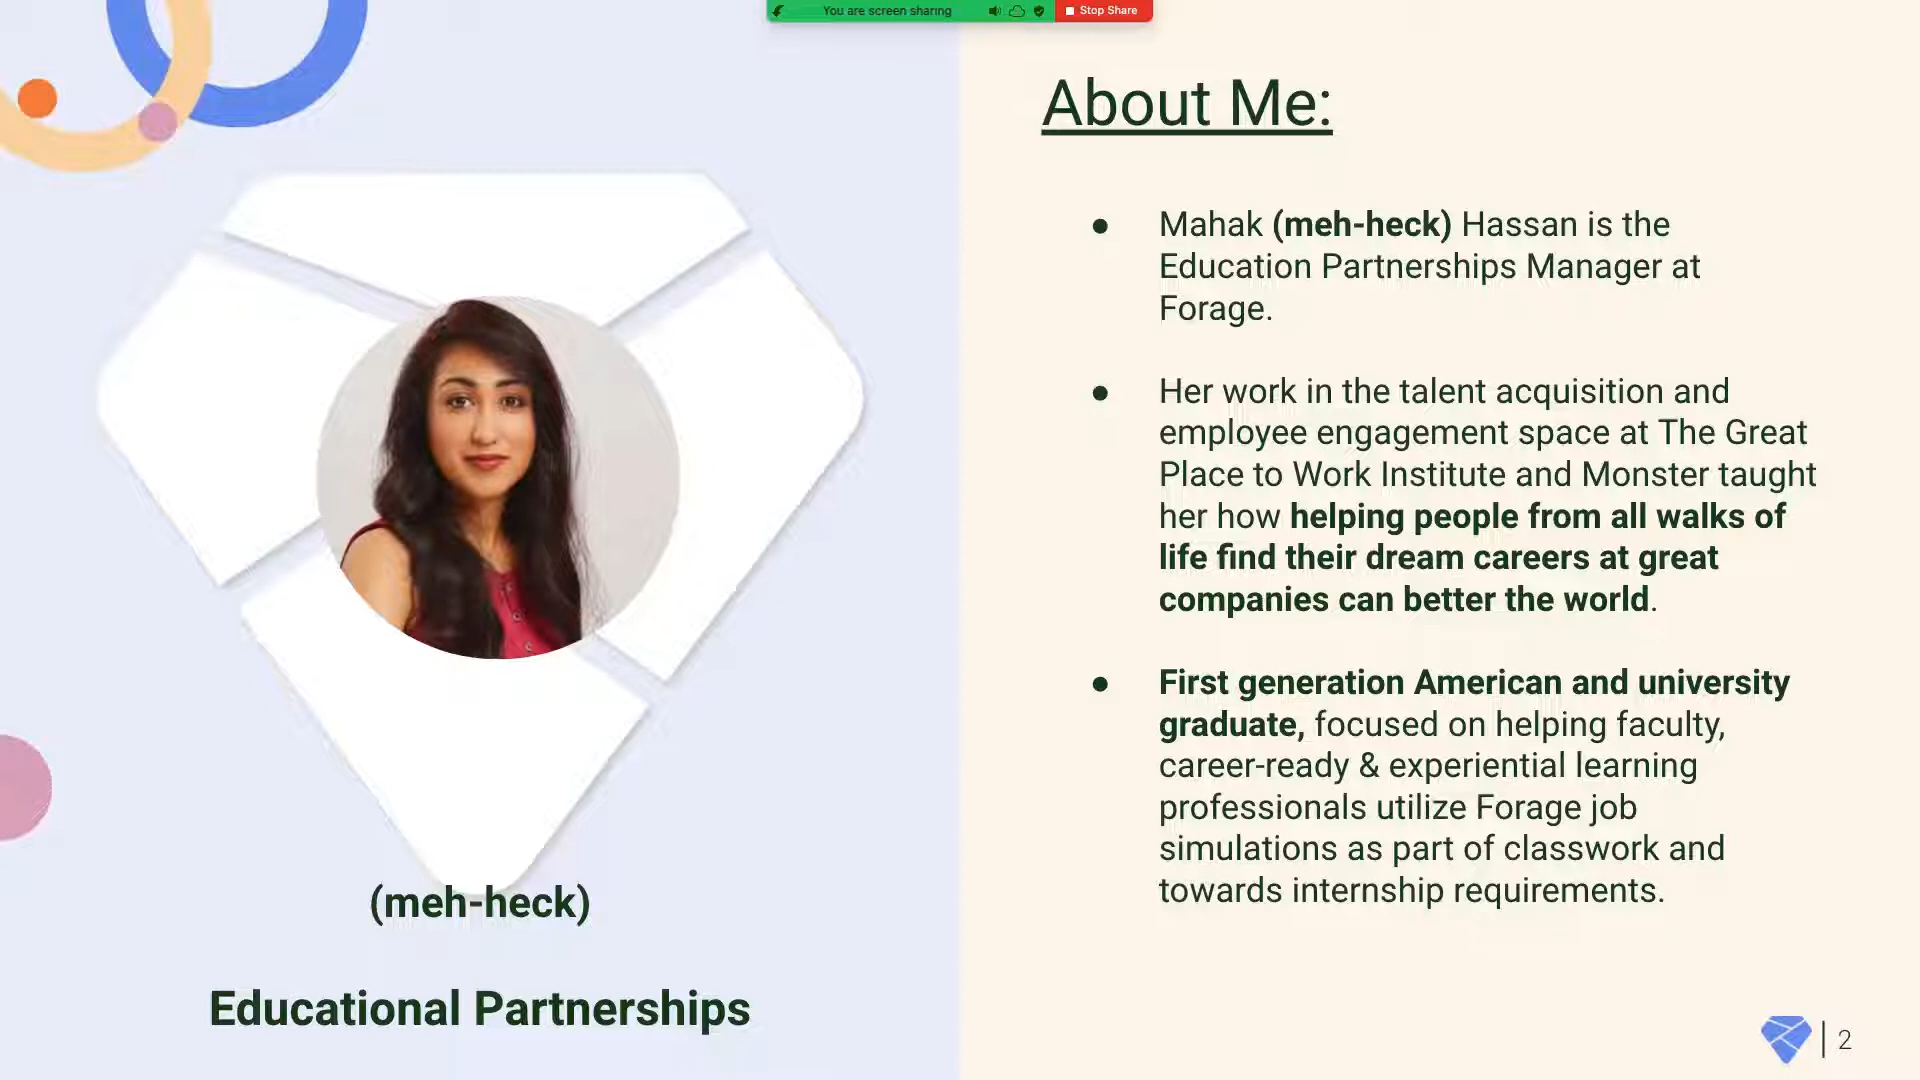 You are screen sharing
Stop Share
About Me:
● Mahak (meh-heck) Hassan is the
Education Partnerships Manager at
Forage.
● Her work in the talent acquisition and
employee engagement space at The Great
Place to Work Institute and Monster taught
her how helping people from all walks of
life find their dream careers at great
companies can better the world.
● First generation American and university
graduate, focused on helping faculty,
career-ready & experiential learning
professionals utilize Forage job
simulations as part of classwork and
towards internship requirements.
(meh-heck)
Educational Partnerships
2